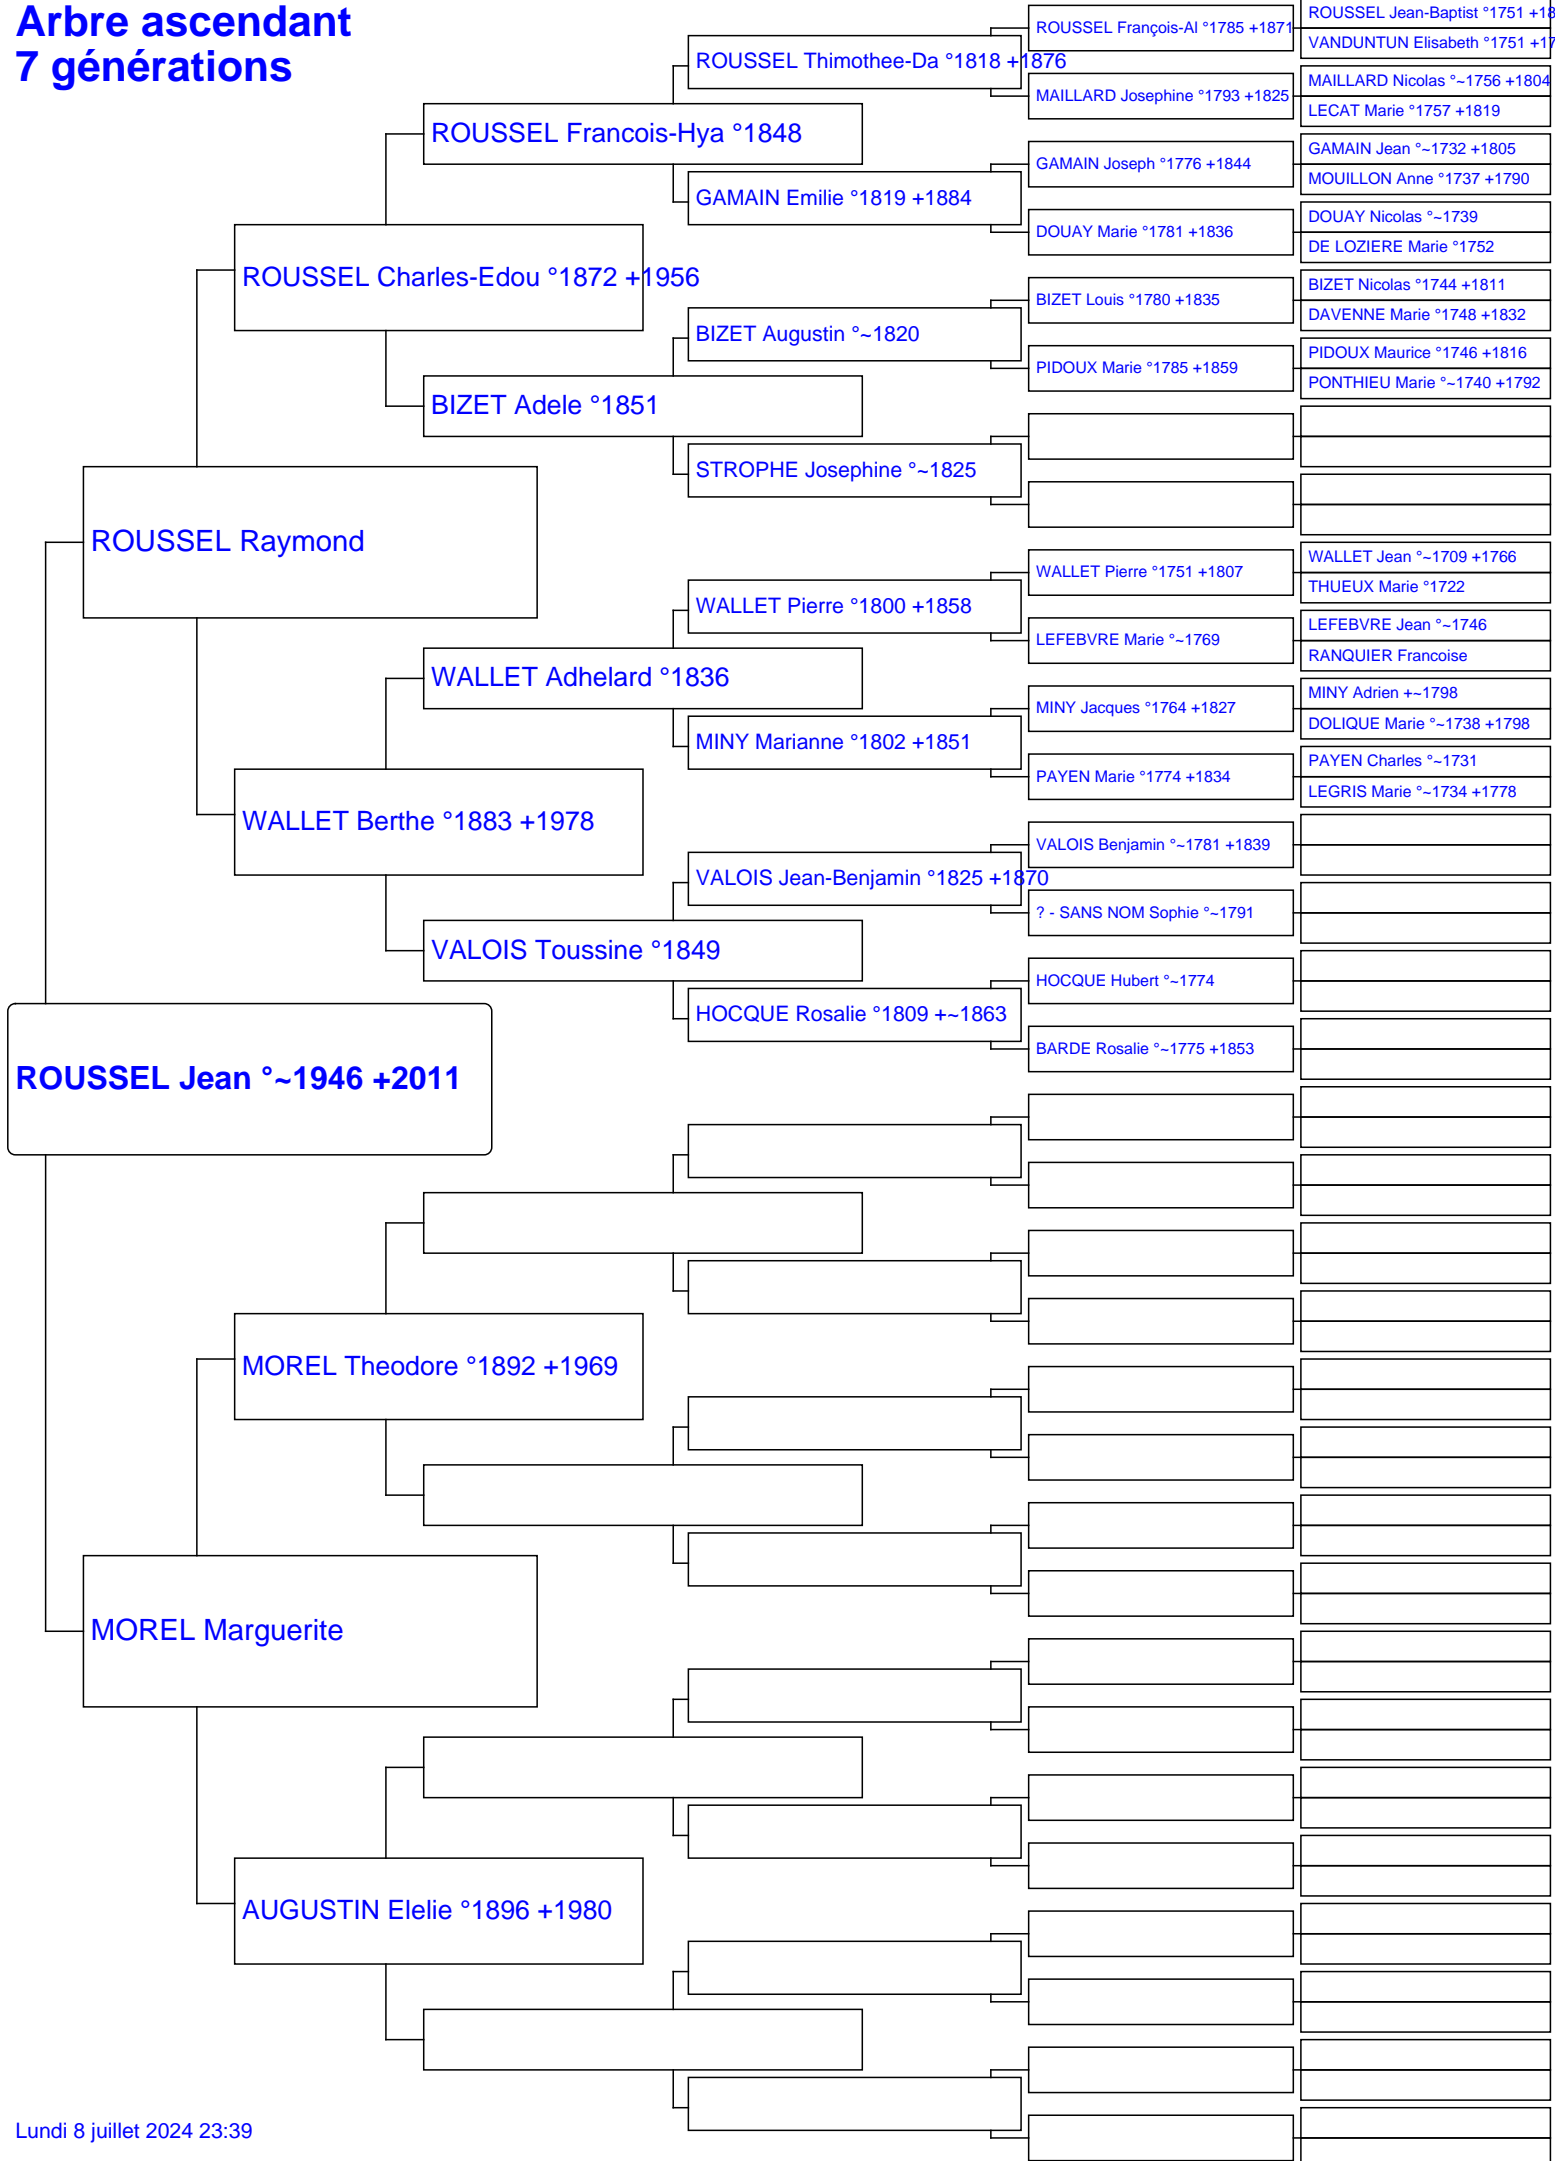 Arbre ascendant
7 générations
ROUSSEL Jean °~1946 +2011
ROUSSEL Raymond
MOREL Marguerite
ROUSSEL Charles-Edou °1872 +1956
WALLET Berthe °1883 +1978
MOREL Theodore °1892 +1969
AUGUSTIN Elelie °1896 +1980
ROUSSEL Francois-Hya °1848
BIZET Adele °1851
WALLET Adhelard °1836
VALOIS Toussine °1849
ROUSSEL Thimothee-Da °1818 +1876
GAMAIN Emilie °1819 +1884
BIZET Augustin °~1820
STROPHE Josephine °~1825
WALLET Pierre °1800 +1858
MINY Marianne °1802 +1851
VALOIS Jean-Benjamin °1825 +1870
HOCQUE Rosalie °1809 +~1863
ROUSSEL François-Al °1785 +1871
MAILLARD Josephine °1793 +1825
GAMAIN Joseph °1776 +1844
DOUAY Marie °1781 +1836
BIZET Louis °1780 +1835
PIDOUX Marie °1785 +1859
WALLET Pierre °1751 +1807
LEFEBVRE Marie °~1769
MINY Jacques °1764 +1827
PAYEN Marie °1774 +1834
VALOIS Benjamin °~1781 +1839
? - SANS NOM Sophie °~1791
HOCQUE Hubert °~1774
BARDE Rosalie °~1775 +1853
ROUSSEL Jean-Baptist °1751
VANDUNTUN Elisabeth °1751
MAILLARD Nicolas °~1756 +1804
LECAT Marie °1757 +1819
GAMAIN Jean °~1732 +1805
MOUILLON Anne °1737 +1790
DOUAY Nicolas °~1739
DE LOZIERE Marie °1752
BIZET Nicolas °1744 +1811
DAVENNE Marie °1748 +1832
PIDOUX Maurice °1746 +1816
PONTHIEU Marie °~1740 +1792
WALLET Jean °~1709 +1766
THUEUX Marie °1722
LEFEBVRE Jean °~1746
RANQUIER Francoise
MINY Adrien +~1798
DOLIQUE Marie °~1738 +1798
PAYEN Charles °~1731
LEGRIS Marie °~1734 +1778
Lundi 8 juillet 2024 23:39